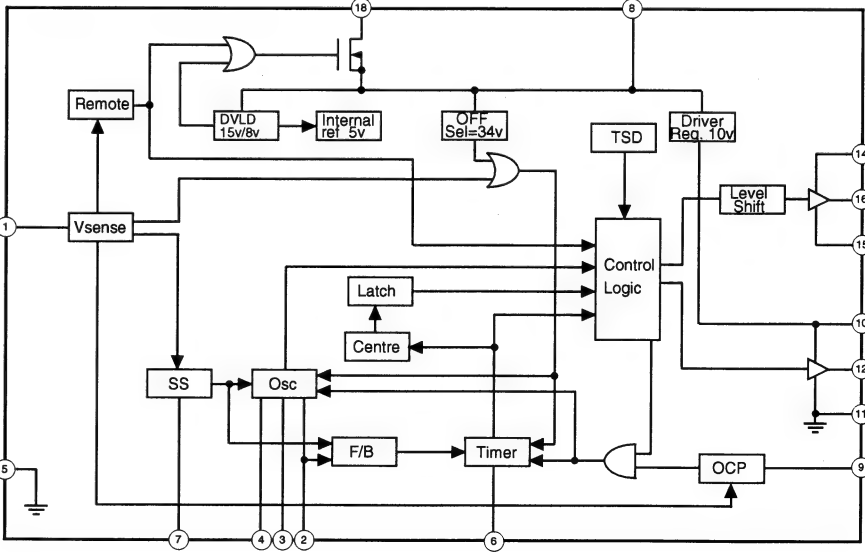 18
8
Remote
DVLD
15v/8v
Internal
ref 5v
OFF
Sel=34v
Driver
Reg. 10v
TSD
14
Level
Shift
16
1
Vsense
15
Control
Logic
Latch
10
Centre
12
SS
Osc
11
F/B
Timer
OCP
9
5
7
4
3
2
6